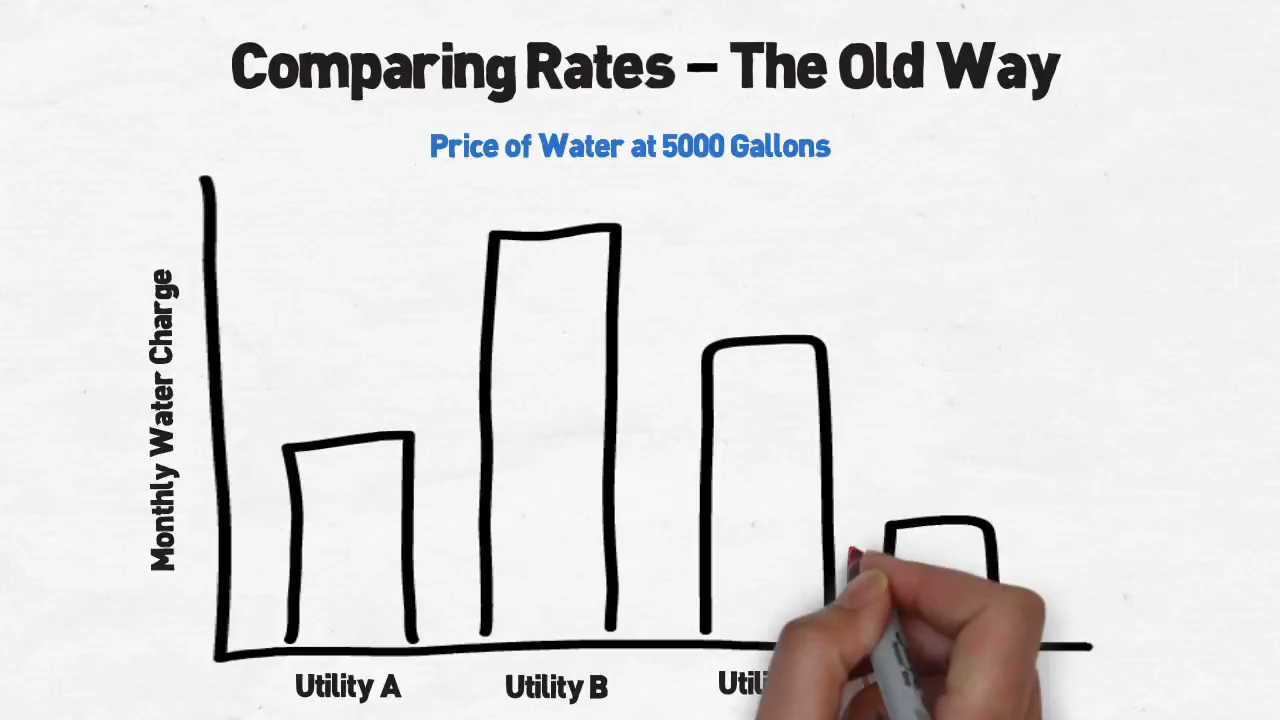 Comparing Rates – The Old Way
Price of Water at 5000 Gallons
Monthly Water Charge
Utility A
Utility B